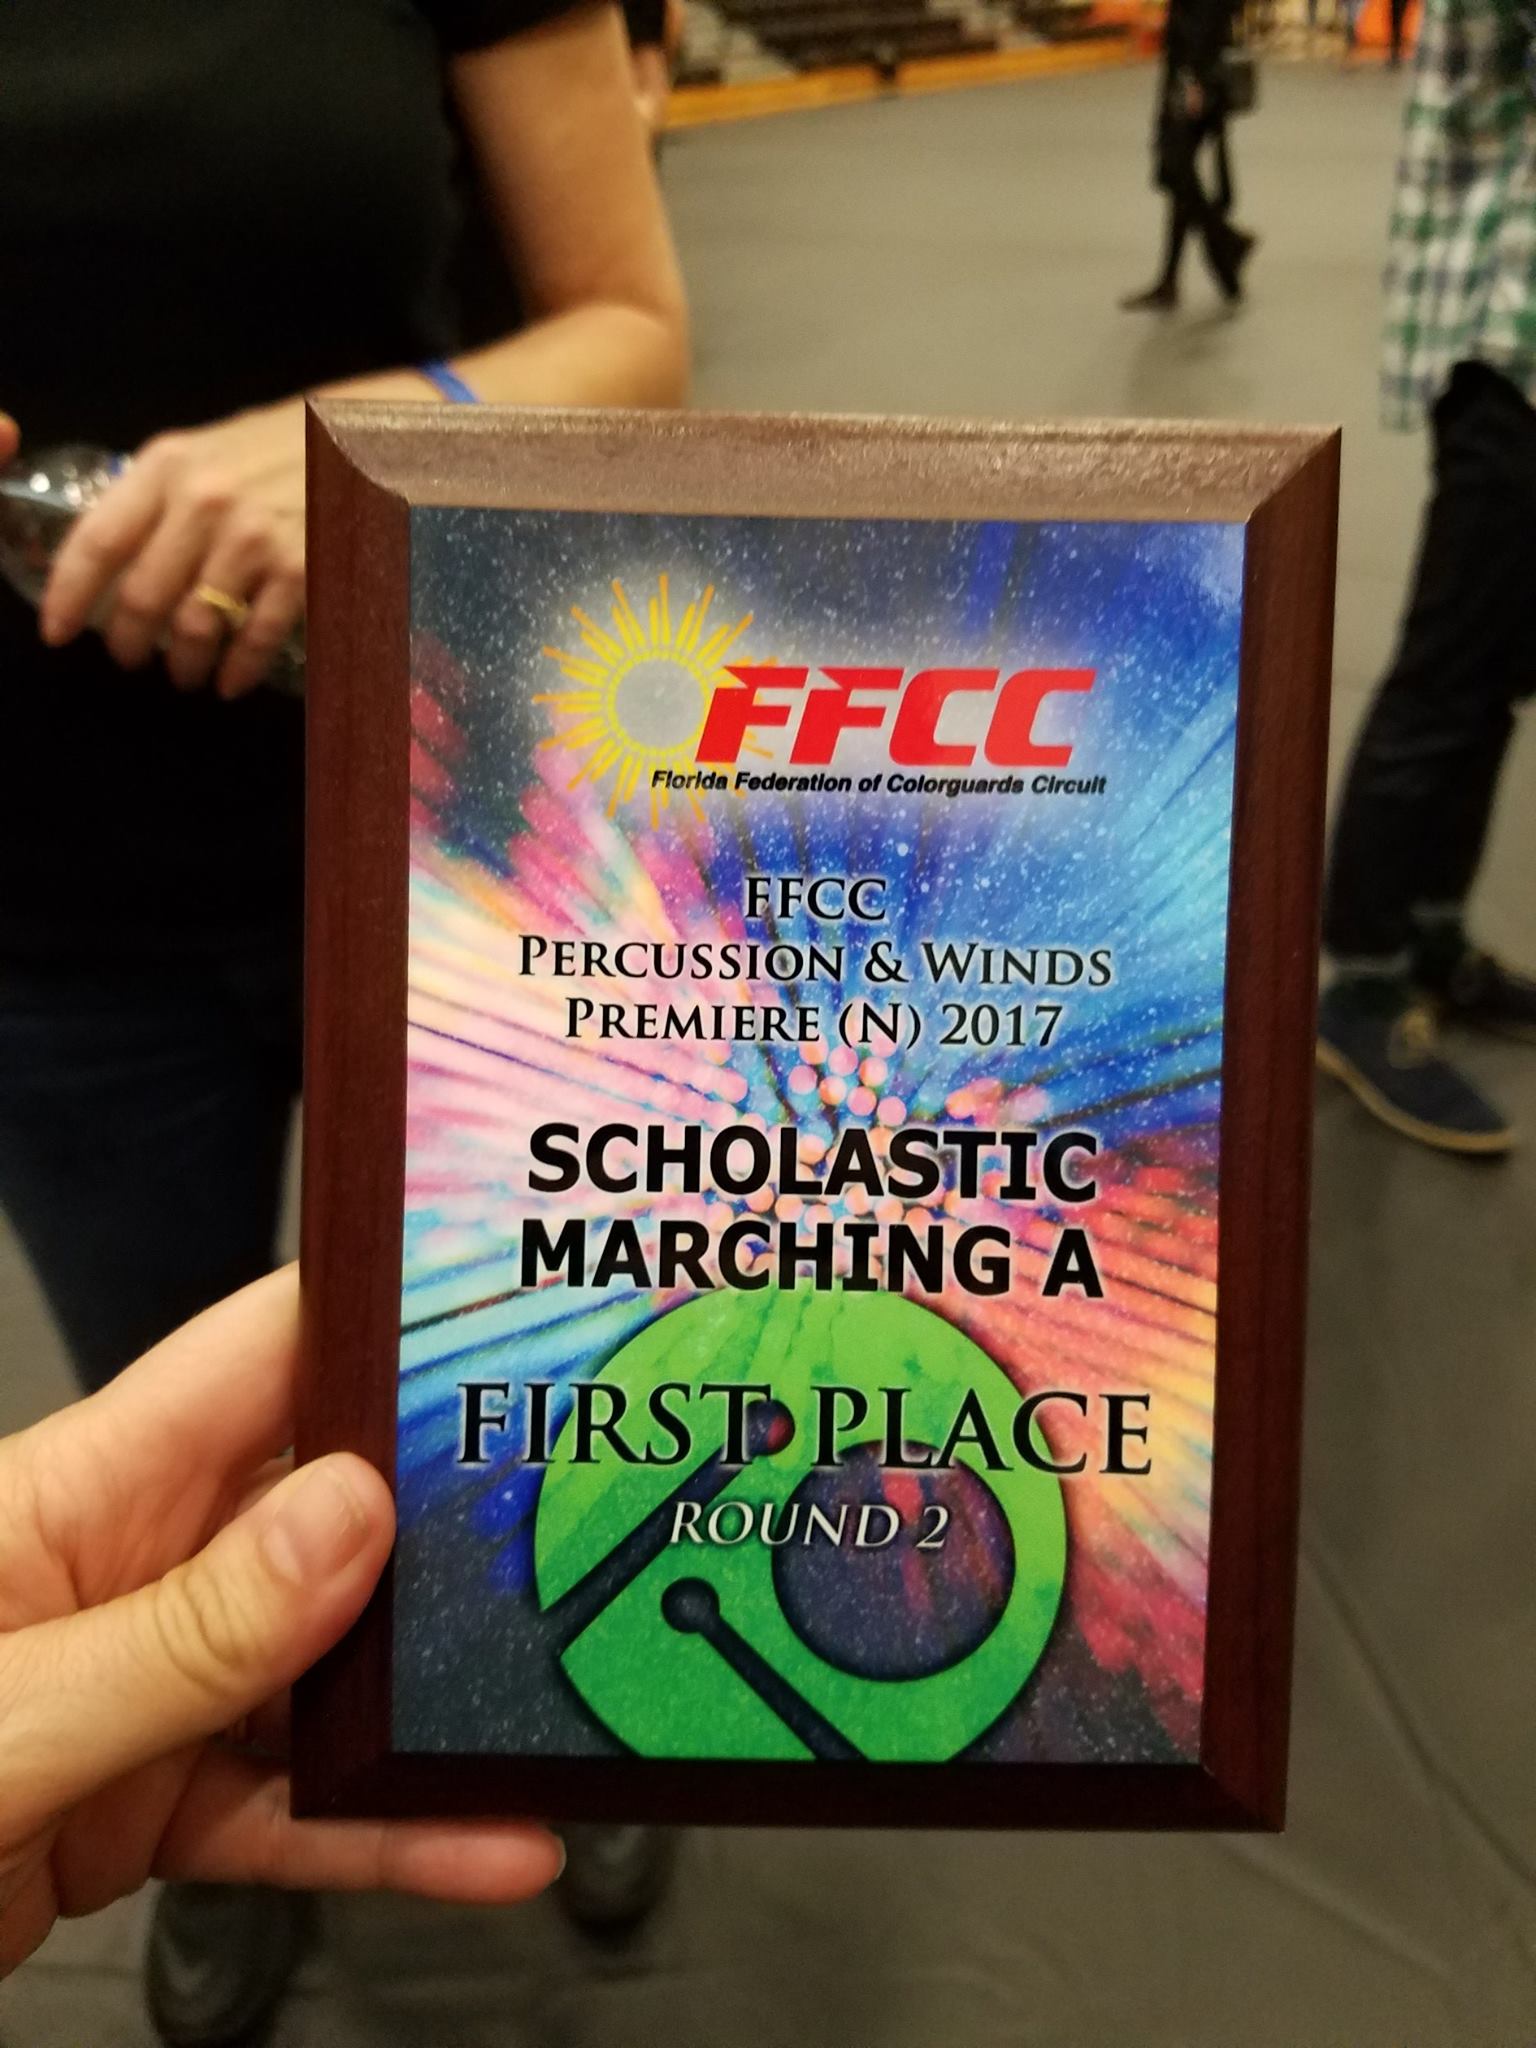 FFCC
Florida Federation of Colorguards Circuit
FFCC
PERCUSSION & WINDS
PREMIERE (N) 2017
SCHOLASTIC
MARCHING A
FIRST PLACE
ROUND 2